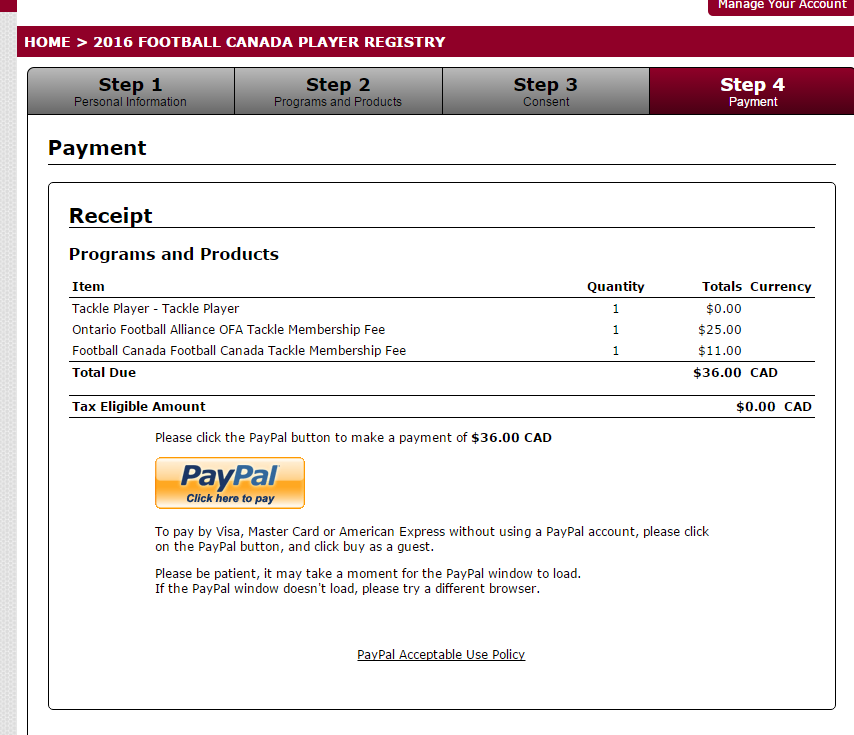 Manage Your Account
HOME > 2016 FOOTBALL CANADA PLAYER REGISTRY
Step 1
Personal Information
Step 2
Programs and Products
Step 3
Consent
Step 4
Payment
Payment
Receipt
Programs and Products
Item Quantity Totals Currency
Tackle Player - Tackle Player 1 $0.00
Ontario Football Alliance OFA Tackle Membership Fee 1 $25.00
Football Canada Football Canada Tackle Membership Fee 1 $11.00
Total Due $36.00 CAD
Tax Eligible Amount $0.00 CAD
Please click the PayPal button to make a payment of $36.00 CAD
PayPal
Click here to pay
To pay by Visa, Master Card or American Express without using a PayPal account, please click
on the PayPal button, and click buy as a guest.
Please be patient, it may take a moment for the PayPal window to load.
If the PayPal window doesn't load, please try a different browser.
PayPal Acceptable Use Policy